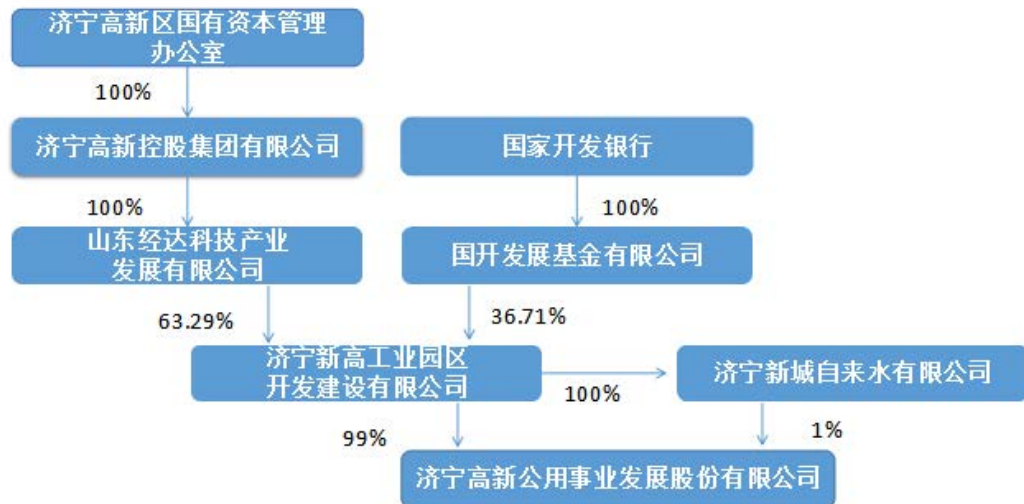 济宁高新区国有资本管理
办公室
100%
济宁高新控股集团有限公司
国家开发银行
100%
100%
山东经达科技产业
发展有限公司
国开发展基金有限公司
63.29%
36.71%
济宁新高工业园区
开发建设有限公司
济宁新城自来水有限公司
100%
99%
1%
济宁高新公用事业发展股份有限公司